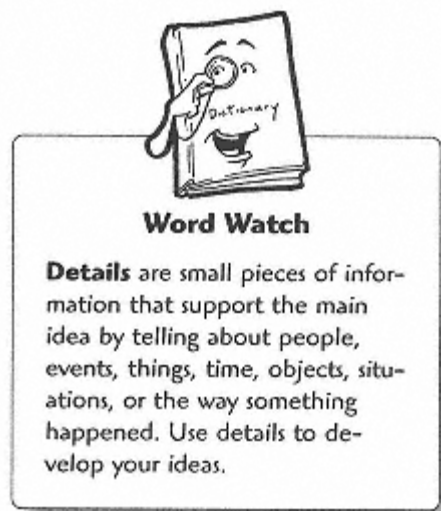 Dictionary
Word Watch
Details are small pieces of infor-
mation that support the main
idea by telling about people,
events, things, time, objects, situ-
ations, or the way something
happened. Use details to de-
velop your ideas.